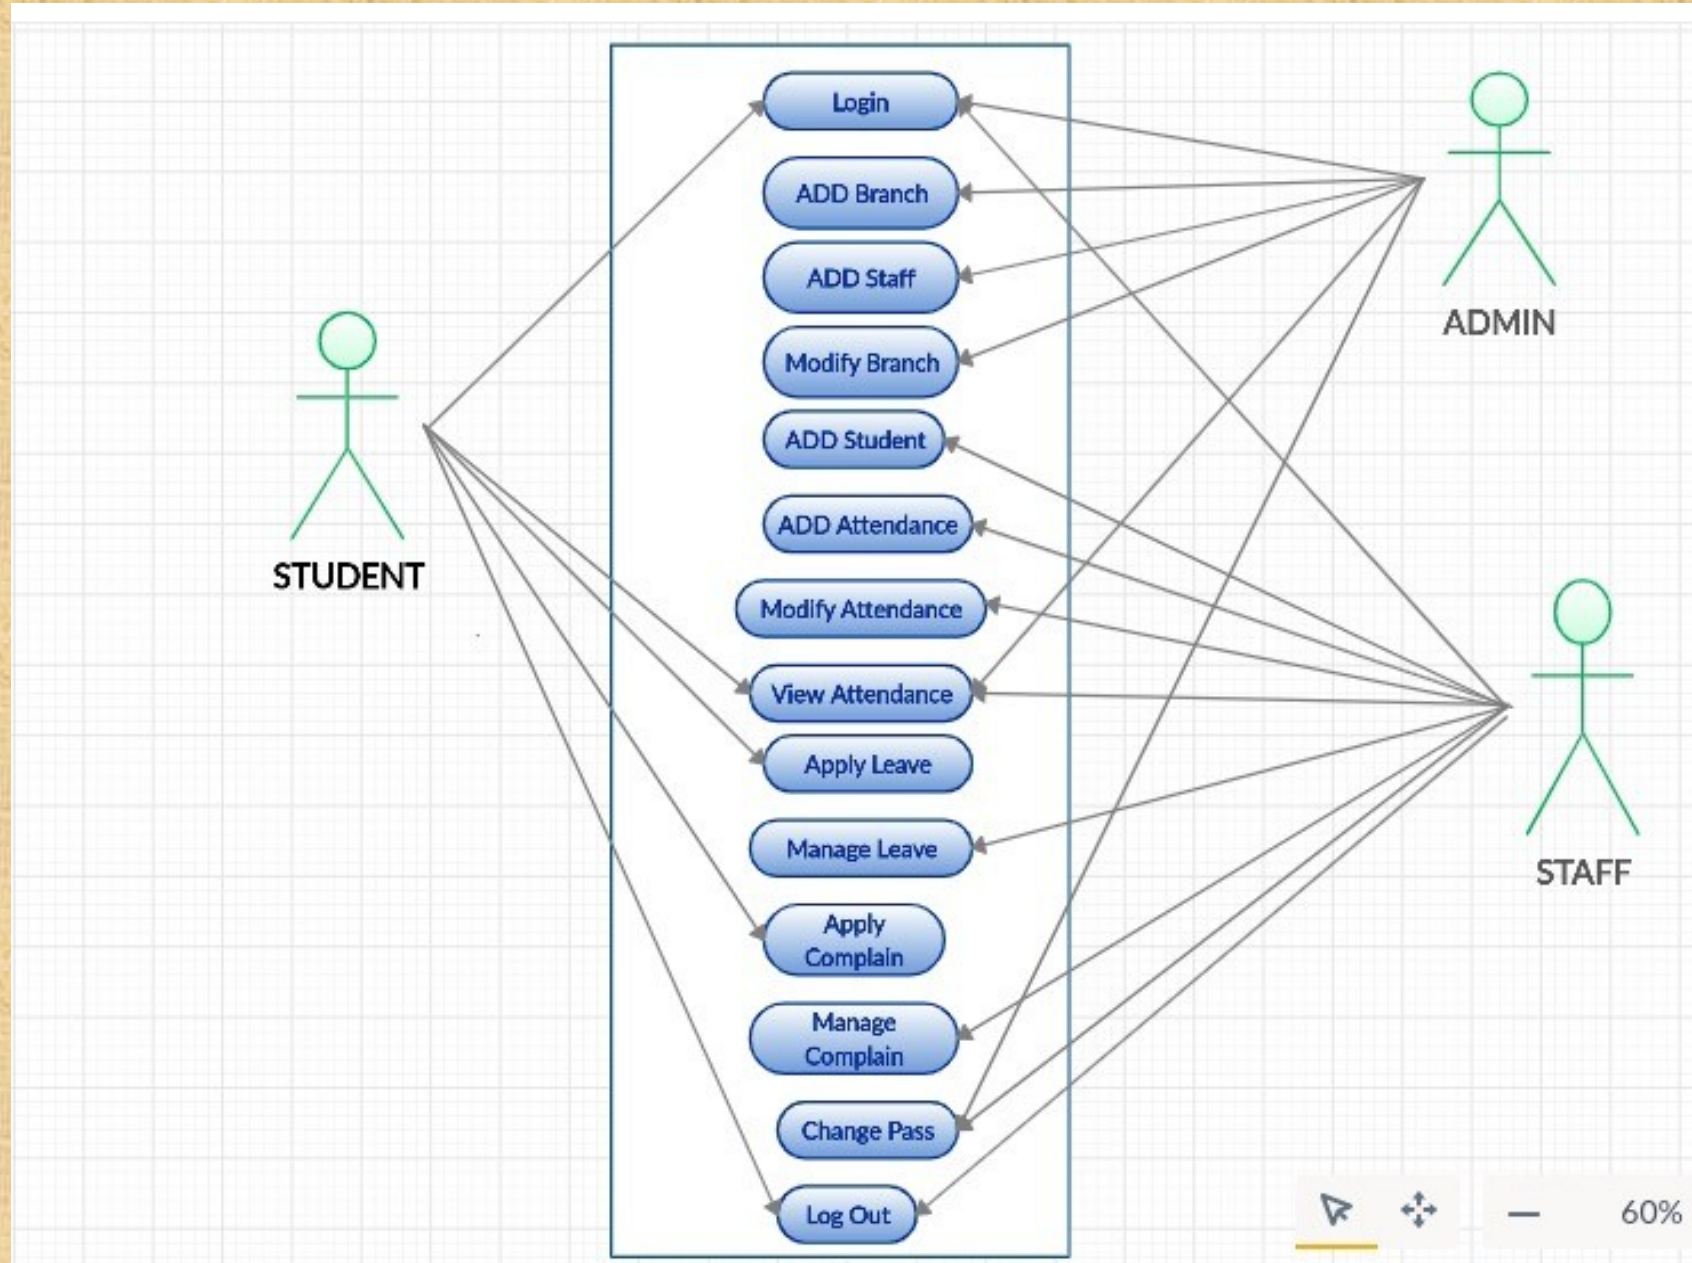 Login
ADD Branch
ADD Staff
Modify Branch
ADD Student
ADD Attendance
Modify Attendance
View Attendance
Apply Leave
Manage Leave
Apply
Complain
Manage
Complain
Change Pass
Log Out
STUDENT
ADMIN
STAFF
60%